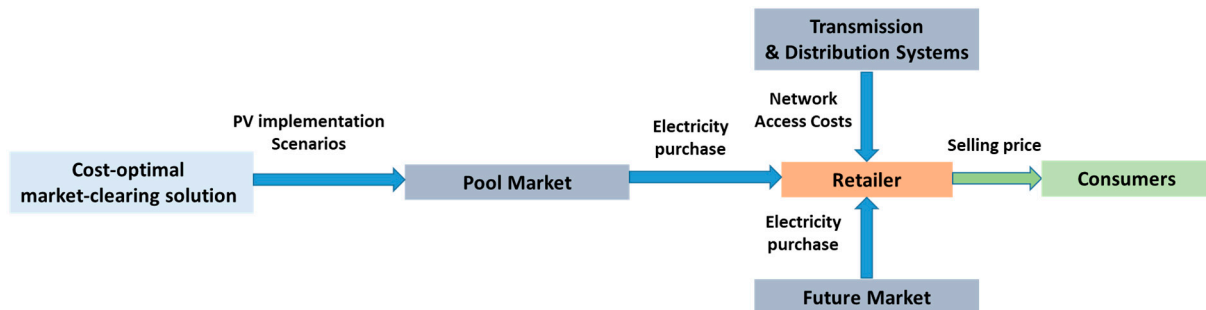 Transmission
& Distribution Systems
PV implementation
Scenarios
Network
Access Costs
Electricity
purchase
Selling price
Cost-optimal
market-clearing solution
Pool Market
Retailer
Consumers
Electricity
purchase
Future Market